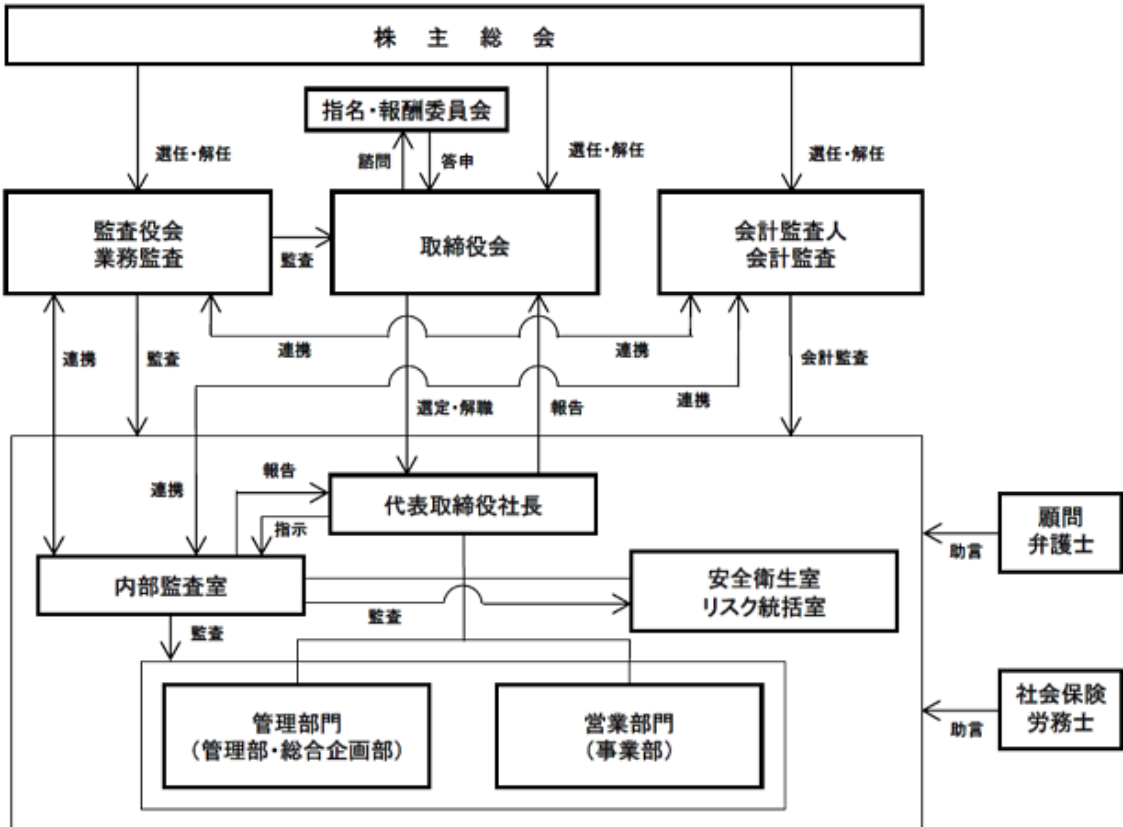 株主総会
指名・報酬委員会
選任・解任
諮問
答申
選任・解任
選任・解任
監査役会
業務監査
監査
取締役会
会計監査人
会計監査
連携
監査
連携
連携
会計監査
選定・解職
報告
連携
報告
連携
代表取締役社長
指示
顧問
弁護士
助言
内部監査室
安全衛生室
リスク統括室
監査
監査
管理部門
(管理部・総合企画部)
営業部門
(事業部)
社会保険
労務士
助言